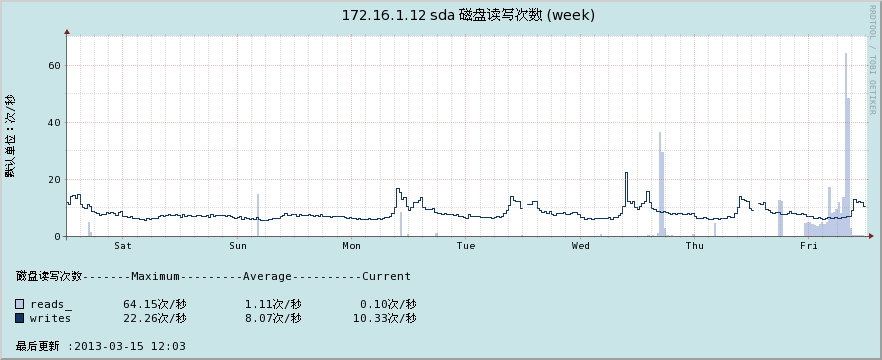 172.16.1.12 sda 磁盘读写次数 (week)
RRDTOOL / TOBI OETIKER
默认单位：次/秒
60
40
20
0
Sat Sun Mon Tue Wed Thu Fri
磁盘读写次数-------Maximum---------Average----------Current
reads_ 64.15次/秒 1.11次/秒 0.10次/秒
writes 22.26次/秒 8.07次/秒 10.33次/秒
最后更新 :2013-03-15 12:03